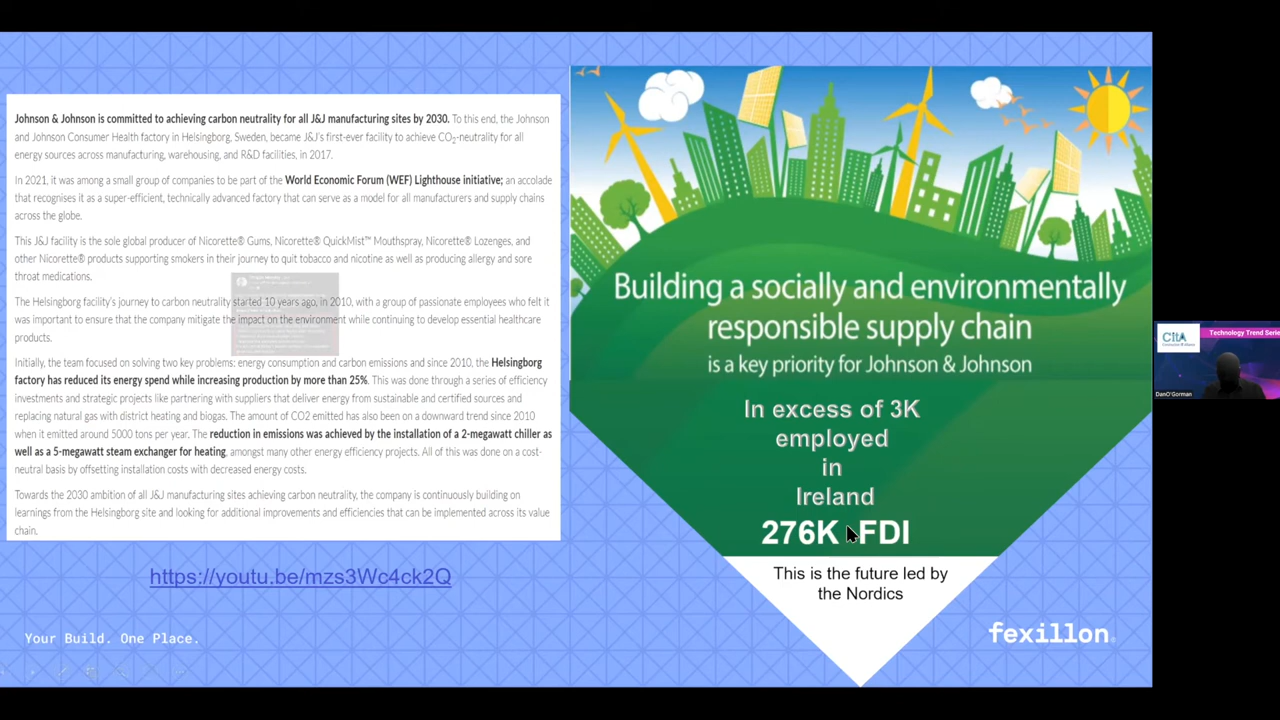 Johnson & Johnson is committed to achieving carbon neutrality for all J&J manufacturing sites by 2030. To this end, the Johnson
and Johnson Consumer Health factory in Helsingborg, Sweden, became J&J's first-ever facility to achieve CO₂-neutrality for all
energy sources across manufacturing, warehousing, and R&D facilities, in 2017.
In 2021, it was among a small group of companies to be part of the World Economic Forum (WEF) Lighthouse initiative; an accolade
that recognises it as a super-efficient, technically advanced factory that can serve as a model for all manufacturers and supply chains
across the globe.
This J&J facility is the sole global producer of Nicorette® Gums, Nicorette® QuickMist™ Mouthspray, Nicorette® Lozenges, and
other Nicorette® products supporting smokers in their journey to quit tobacco and nicotine as well as producing allergy and sore
throat medications.
The Helsingborg facility's journey to carbon neutrality started 10 years ago, in 2010, with a group of passionate employees who felt it
was important to ensure that the company mitigate the impact on the environment while continuing to develop essential healthcare
products.
Initially, the team focused on solving two key problems: energy consumption and carbon emissions and since 2010, the Helsingborg
factory has reduced its energy spend while increasing production by more than 25%. This was done through a series of efficiency
investments and strategic projects like partnering with suppliers that deliver energy from sustainable and certified sources and
replacing natural gas with district heating and biogas. The amount of CO2 emitted has also been on a downward trend since 2010
when it emitted around 5000 tons per year. The reduction in emissions was achieved by the installation of a 2-megawatt chiller as
well as a 5-megawatt steam exchanger for heating, amongst many other energy efficiency projects. All of this was done on a cost-
neutral basis by offsetting installation costs with decreased energy costs.
Towards the 2030 ambition of all J&J manufacturing sites achieving carbon neutrality, the company is continuously building on
learnings from the Helsingborg site and looking for additional improvements and efficiencies that can be implemented across its value
chain.
https://youtu.be/mzs3Wc4ck2Q
Your Build. One Place.
Building a socially and environmentally
responsible supply chain
is a key priority for Johnson & Johnson
In excess of 3K
employed
in
Ireland
276K FDI
This is the future led by
the Nordics
fexillon
CitA
Technology Trend Serie
DanO'Gorman